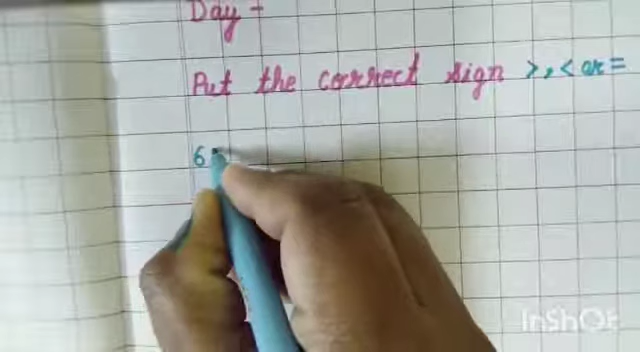 Day -
Put the correct sign >, < or =
6
InShOt